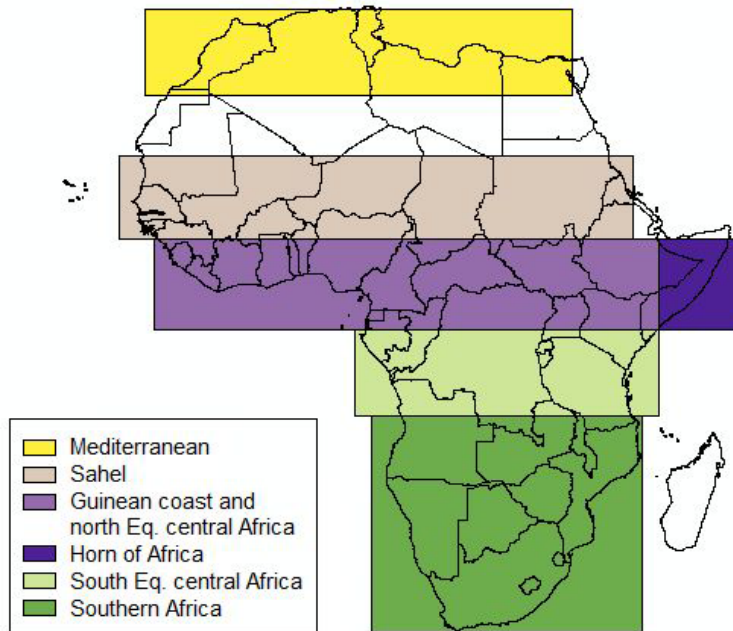 Mediterranean
Sahel
Guinean coast and
north Eq. central Africa
Horn of Africa
South Eq. central Africa
Southern Africa